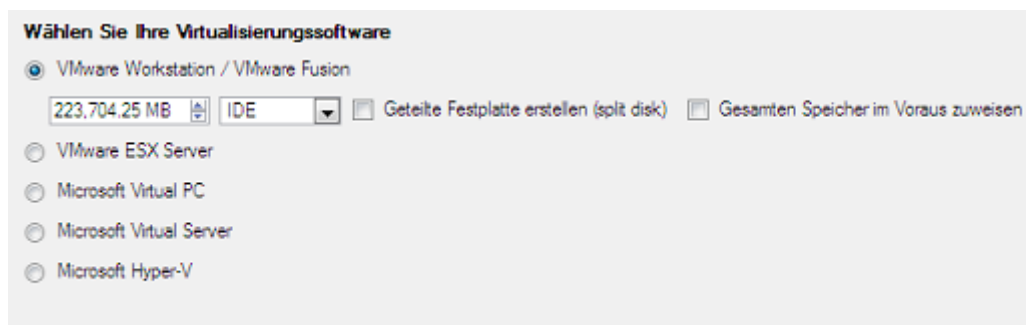 Wählen Sie Ihre Virtualisierungssoftware
VMware Workstation / VMware Fusion
223,704.25 MB IDE Geteilte Festplatte erstellen (split disk) Gesamten Speicher im Voraus zuweisen
VMware ESX Server
Microsoft Virtual PC
Microsoft Virtual Server
Microsoft Hyper-V